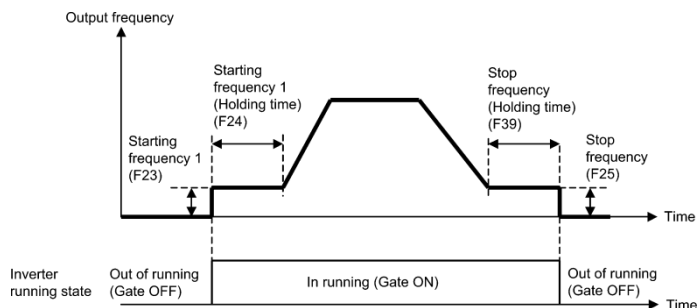 Output frequency
Starting
frequency 1
(Holding time)
(F24)
Stop
frequency
(Holding time)
(F39)
Starting
frequency 1
(F23)
Stop
frequency
(F25)
Time
Inverter
running state
Out of running
(Gate OFF)
In running (Gate ON)
Out of running
(Gate OFF)
Time